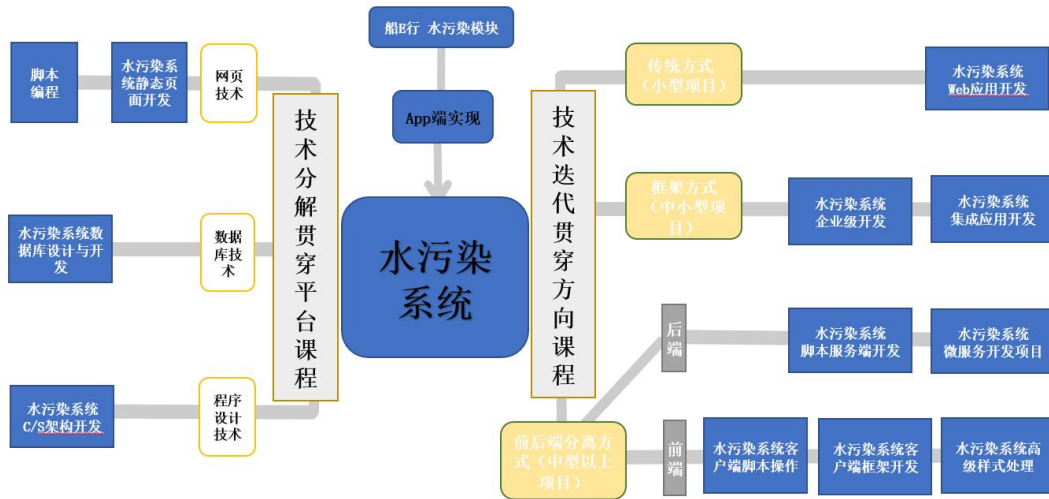 船E行 水污染模块
App端实现
水污染
系统
技术分解贯穿平台课程
网页
技术
水污染系
统静态页
面开发
脚本
编程
数据
库技
术
水污染系统数
据库设计与开
发
程序
设计
技术
水污染系统
C/S架构开发
技术迭代贯穿方向课程
传统方式
（小型项目）
水污染系统
Web应用开发
框架方式
（中小型项
目）
水污染系统
企业级开发
水污染系统
集成应用开发
前后端分离方
式（中型以上
项目）
后端
水污染系统
脚本服务端开发
水污染系统
微服务开发项目
前端
水污染系统客
户端脚本操作
水污染系统客
户端框架开发
水污染系统高
级样式处理